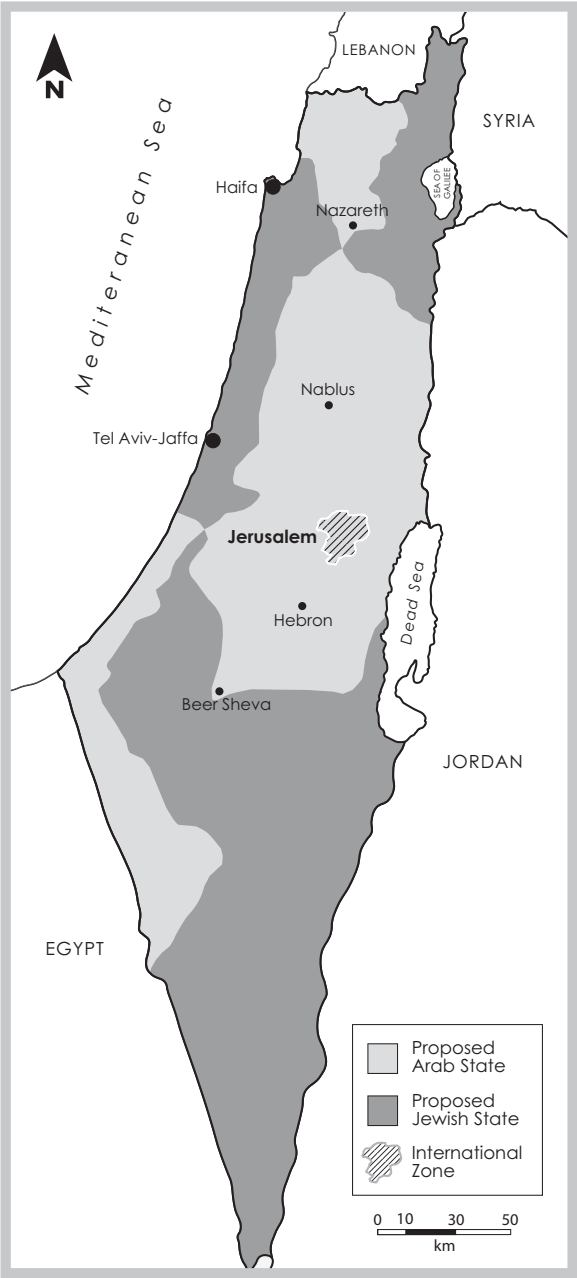 LEBANON
N
SYRIA
Mediteranean Sea
SEA OF
GALILEE
Haifa
Nazareth
Nablus
Tel Aviv-Jaffa
Jerusalem
Dead Sea
Hebron
Beer Sheva
JORDAN
EGYPT
Proposed
Arab State
Proposed
Jewish State
International
Zone
0 10 30 50
km